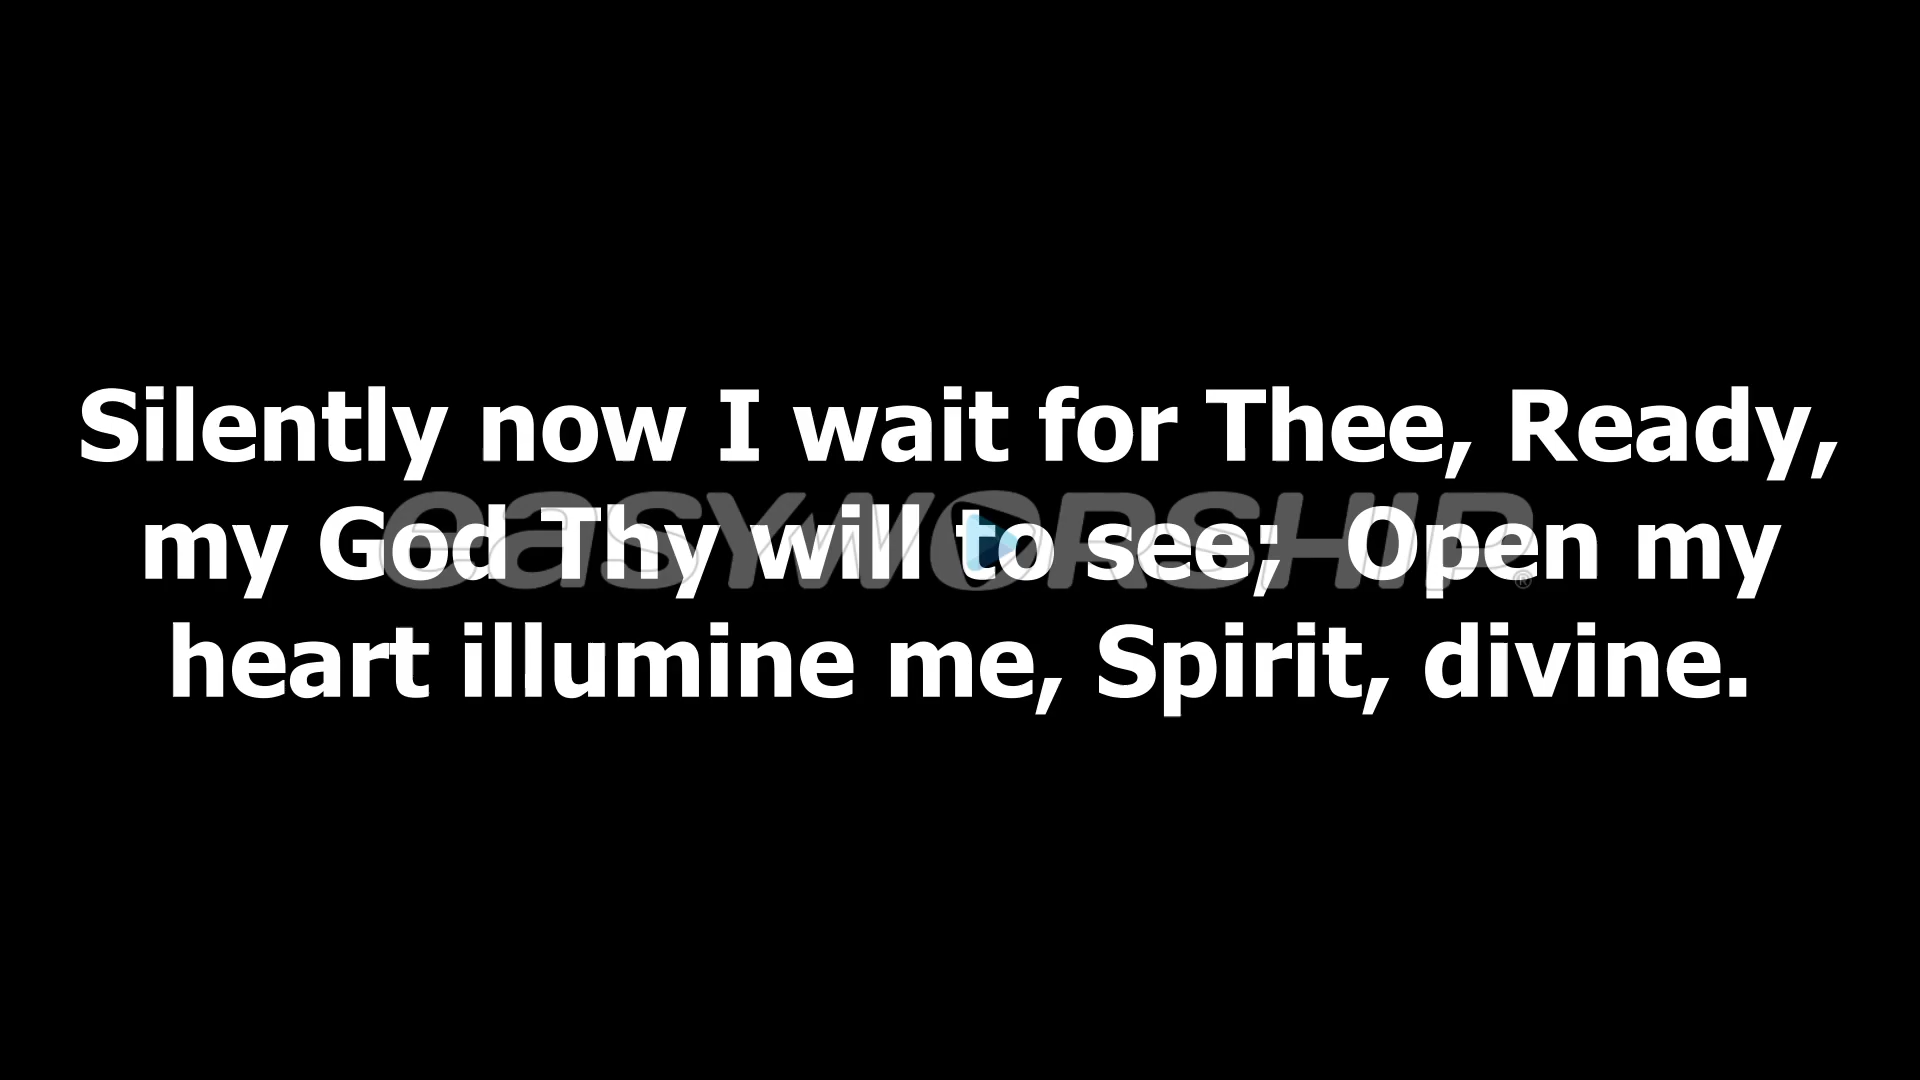 Silently now I wait for Thee, Ready,
my God Thy will to see;  Open my
easyworship®
heart illumine me, Spirit, divine.